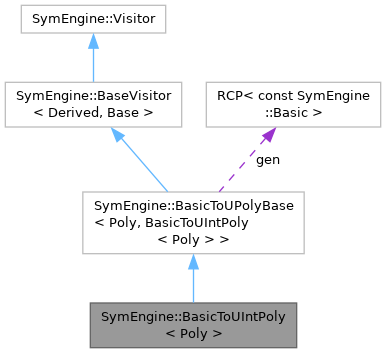 SymEngine::Visitor
SymEngine::BaseVisitor
< Derived, Base >
RCP< const SymEngine
::Basic >
gen
SymEngine::BasicToUPolyBase
< Poly, BasicToUIntPoly
< Poly > >
SymEngine::BasicToUIntPoly
< Poly >